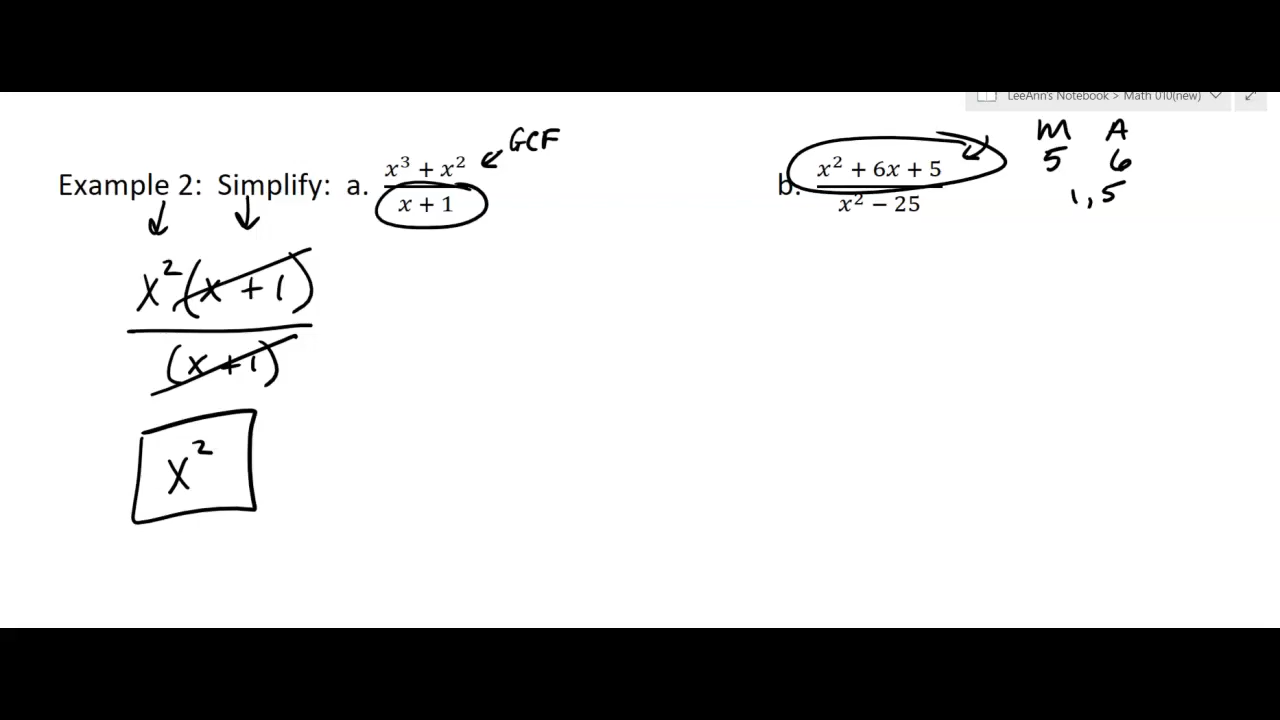 LeeAnn's Notebook > Math 010(new)
Example 2: Simplify: a. x³ + x² / x + 1
GCF
x²(x + 1)
(x + 1)
x²
b. x² + 6x + 5 / x² − 25
M A
5 6
1, 5